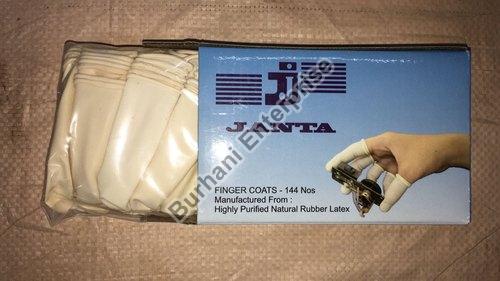 JANTA
FINGER COATS - 144 Nos
Manufactured From :
Highly Purified Natural Rubber Latex
Burhani Enterprise